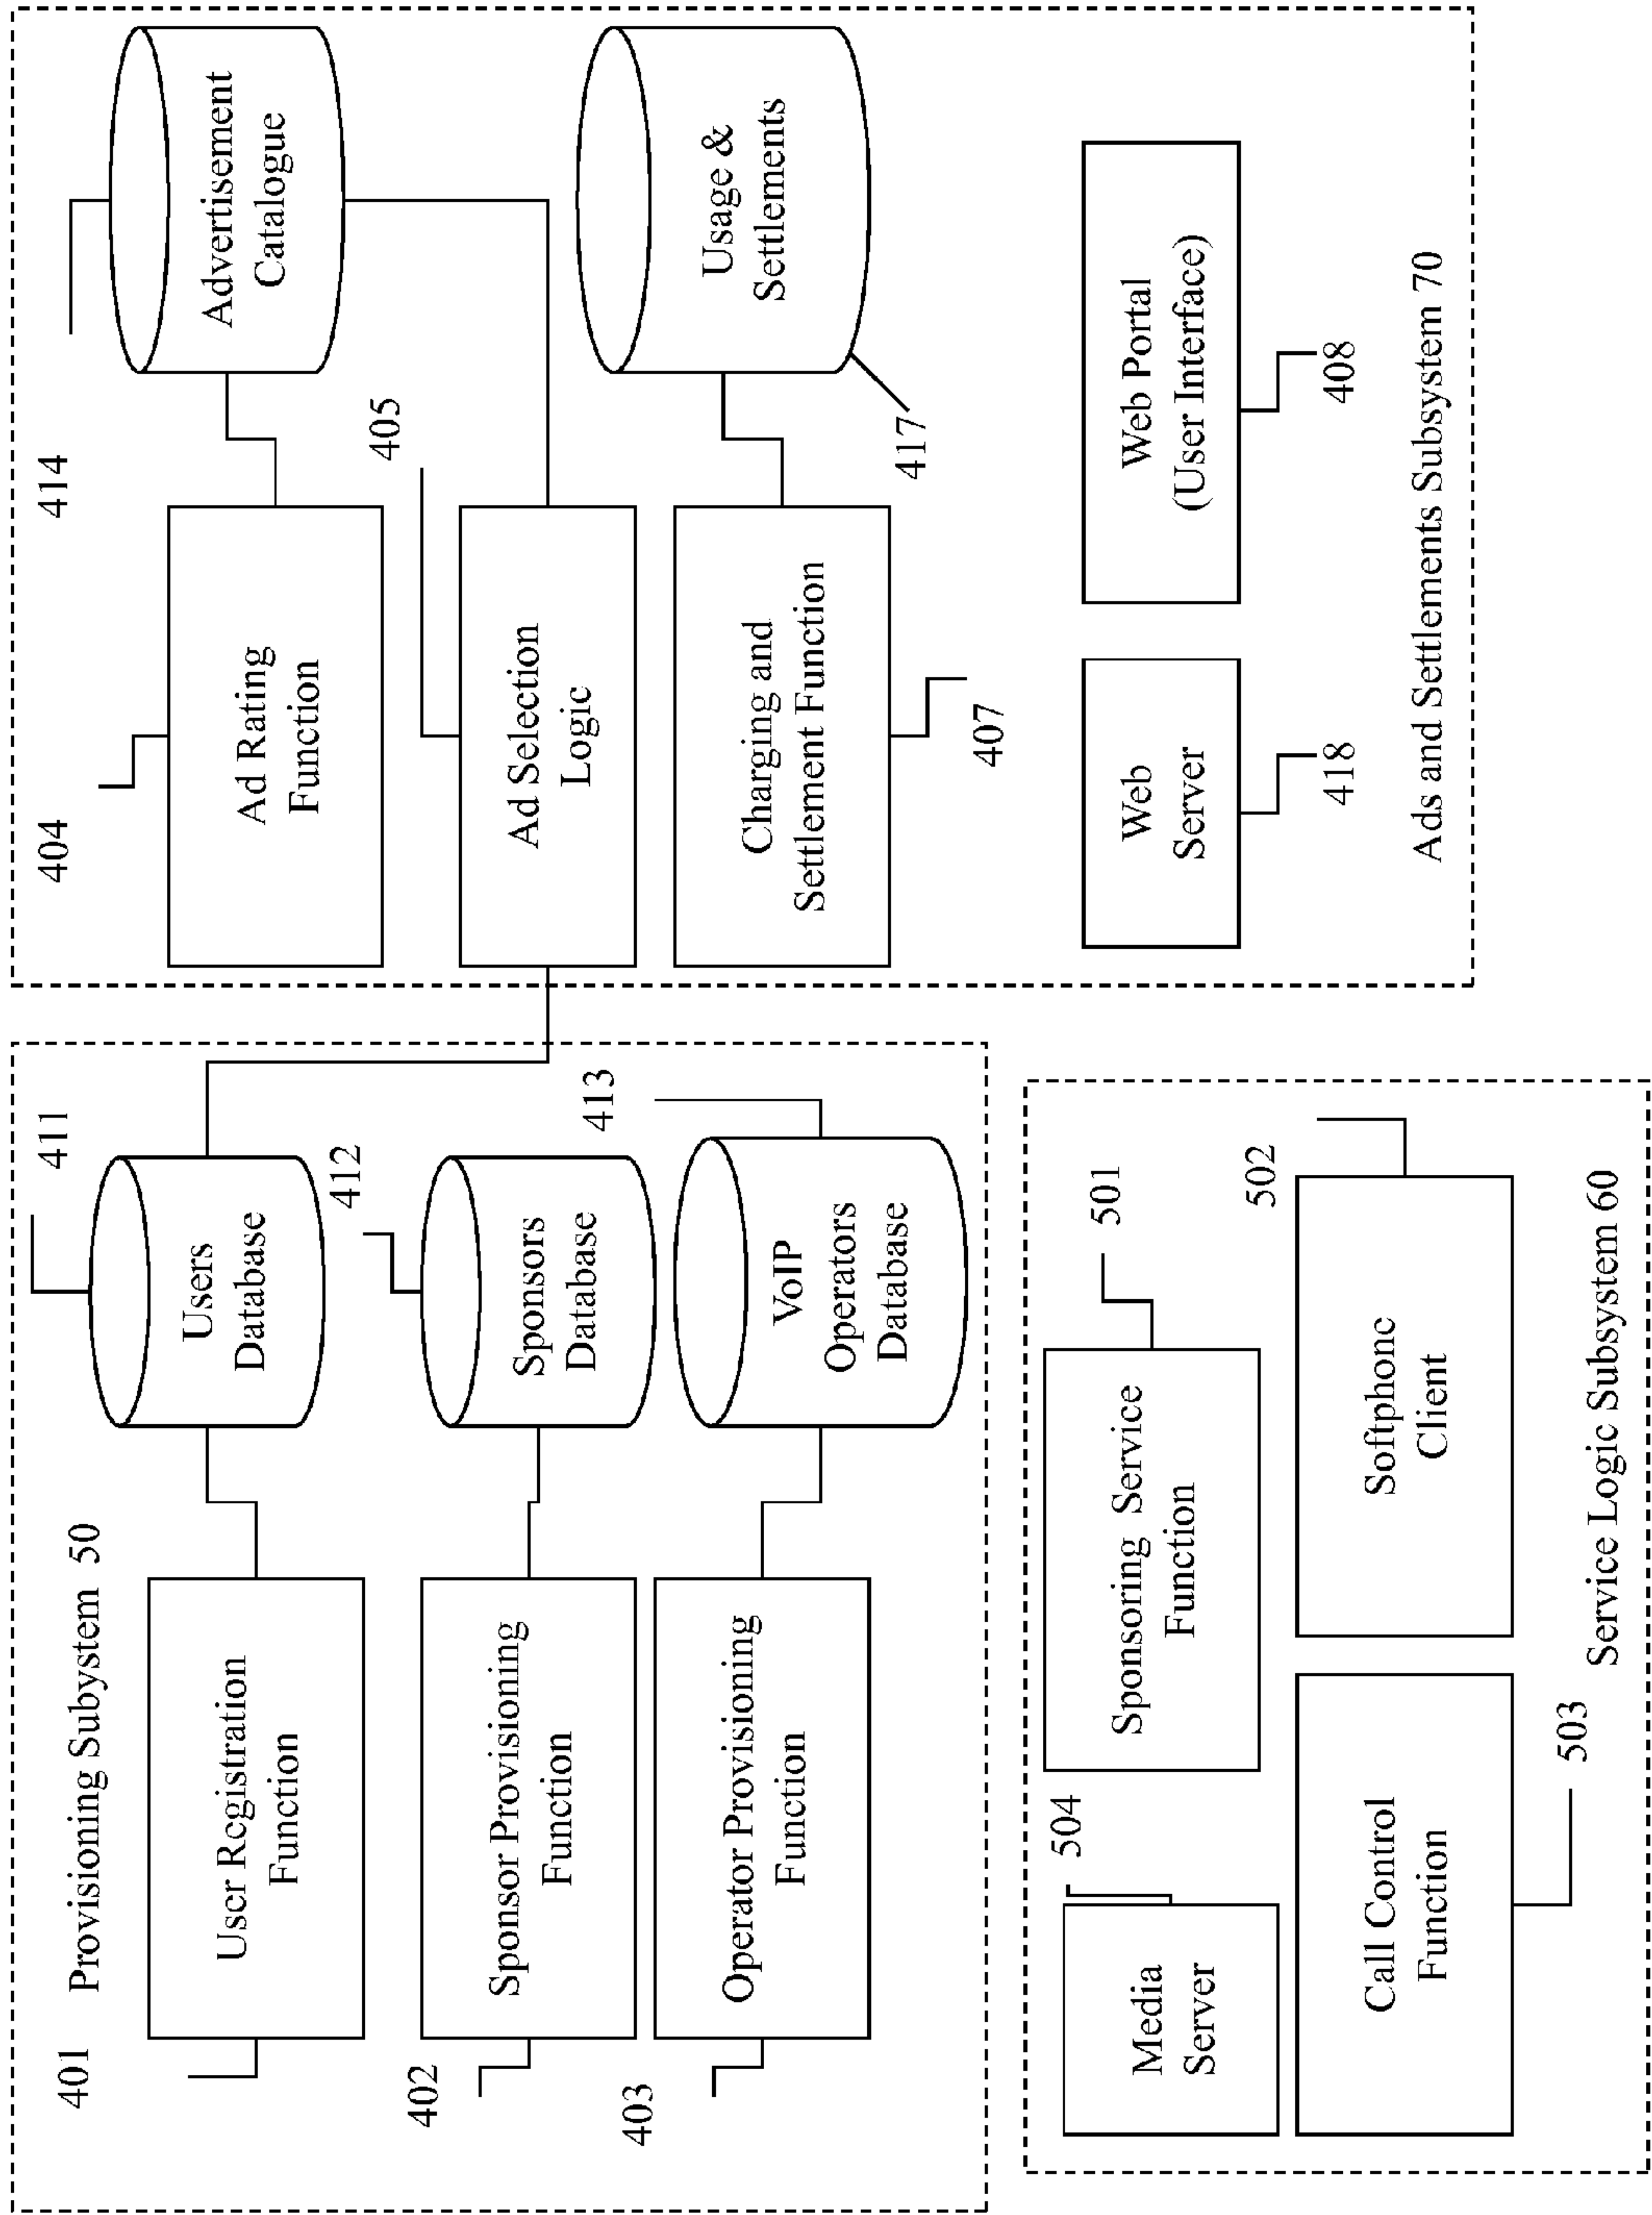 401
Provisioning Subystem 50
411
User Registration
Function
Users
Database
402
412
Sponsor Provisioning
Function
Sponsors
Database
403
413
Operator Provisioning
Function
VoIP
Operators
Database
404
414
Ad Rating
Function
Advertisement
Catalogue
405
Ad Selection
Logic
Charging and
Settlement Function
Usage &
Settlements
407
417
Web
Server
Web Portal
(User Interface)
418
408
Ads and Settlements Subsystem 70
504
501
Media
Server
Sponsoring Service
Function
502
Call Control
Function
Softphone
Client
503
Service Logic Subsystem 60